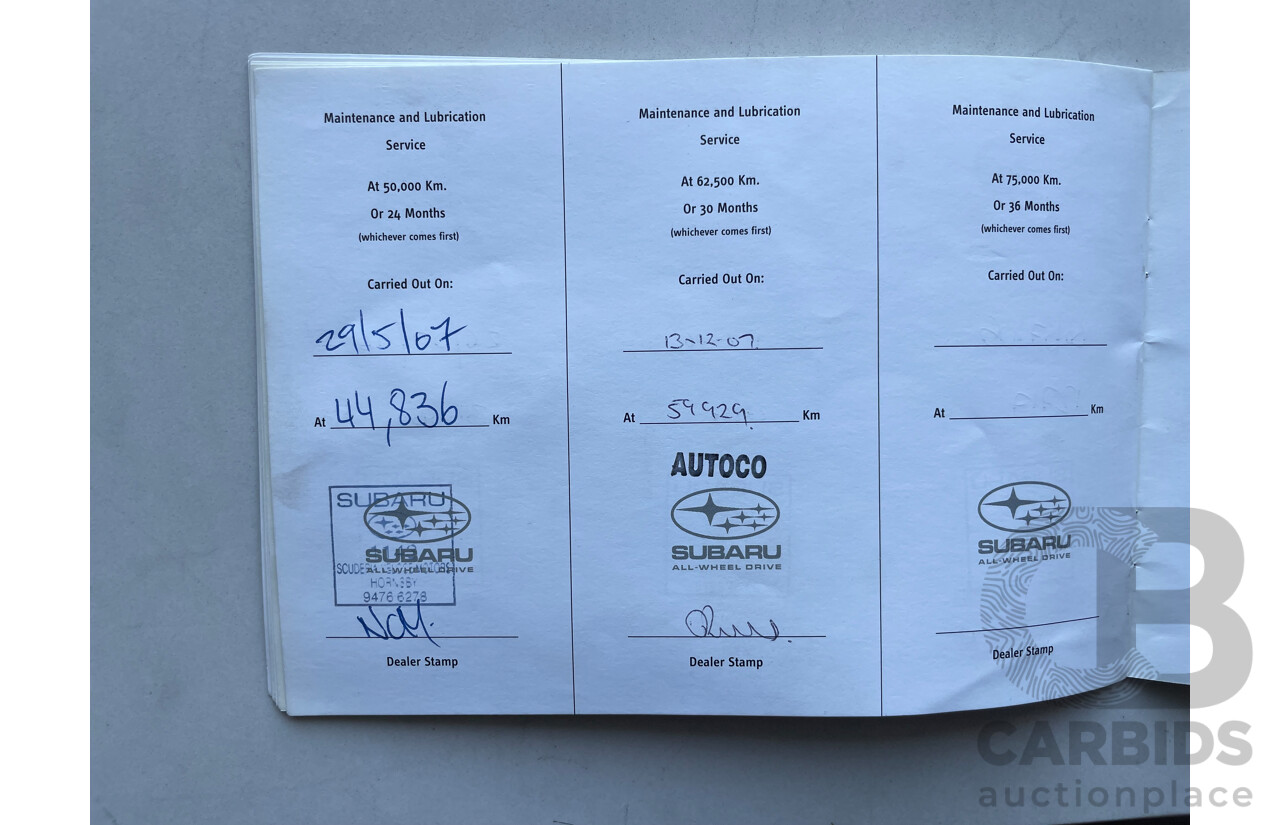 Maintenance and Lubrication
Service
At 50,000 Km.
Or 24 Months
(whichever comes first)
Carried Out On:
29/5/07
At 44,836 Km
SUBARU
SUBARU
ALL-WHEEL DRIVE
HORNSBY
9476 6278
Dealer Stamp
Maintenance and Lubrication
Service
At 62,500 Km.
Or 30 Months
(whichever comes first)
Carried Out On:
13-12-07.
At 59929. Km
AUTOCO
SUBARU
ALL-WHEEL DRIVE
Dealer Stamp
Maintenance and Lubrication
Service
At 75,000 Km.
Or 36 Months
(whichever comes first)
Carried Out On:
At Km
SUBARU
ALL-WHEEL DRIVE
Dealer Stamp
CB
CARBIDS
auctionplace